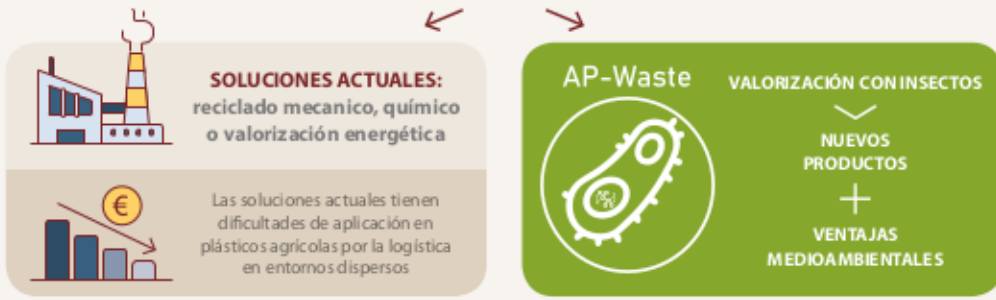 SOLUCIONES ACTUALES:
reciclado mecanico, químico
o valorización energética
€
Las soluciones actuales tienen
dificultades de aplicación en
plásticos agrícolas por la logística
en entornos dispersos
AP-Waste
VALORIZACIÓN CON INSECTOS
NUEVOS
PRODUCTOS
+
VENTAJAS
MEDIOAMBIENTALES